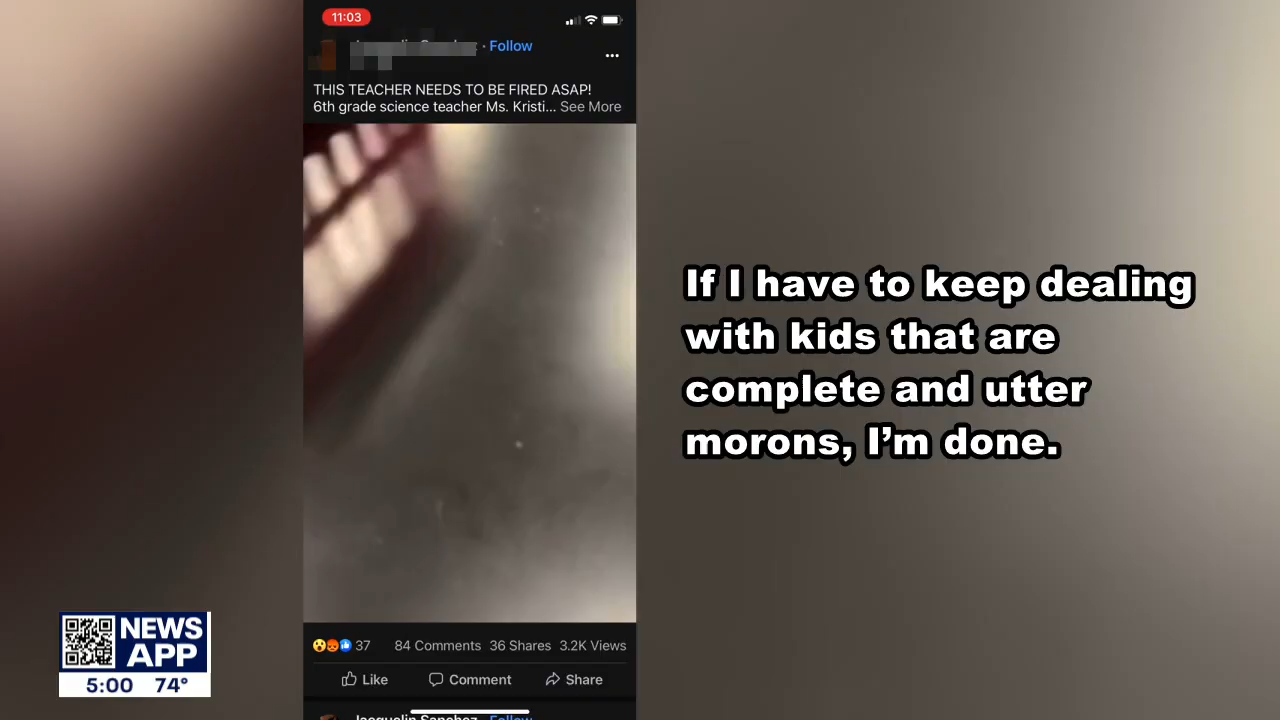 11:03
· Follow
THIS TEACHER NEEDS TO BE FIRED ASAP!
6th grade science teacher Ms. Kristi... See More
If I have to keep dealing
with kids that are
complete and utter
morons, I'm done.
37 84 Comments 36 Shares 3.2K Views
Like Comment Share
NEWS
APP
5:00 74°